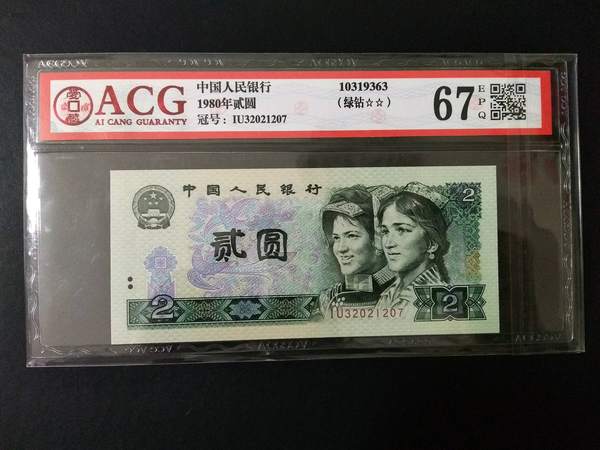 ACG
AI CANG GUARANTY
中国人民银行
1980年贰圆
冠号：IU32021207
10319363
（绿钻☆☆）
67
EPQ
中国人民银行
贰圆
2
2
2
IU32021207